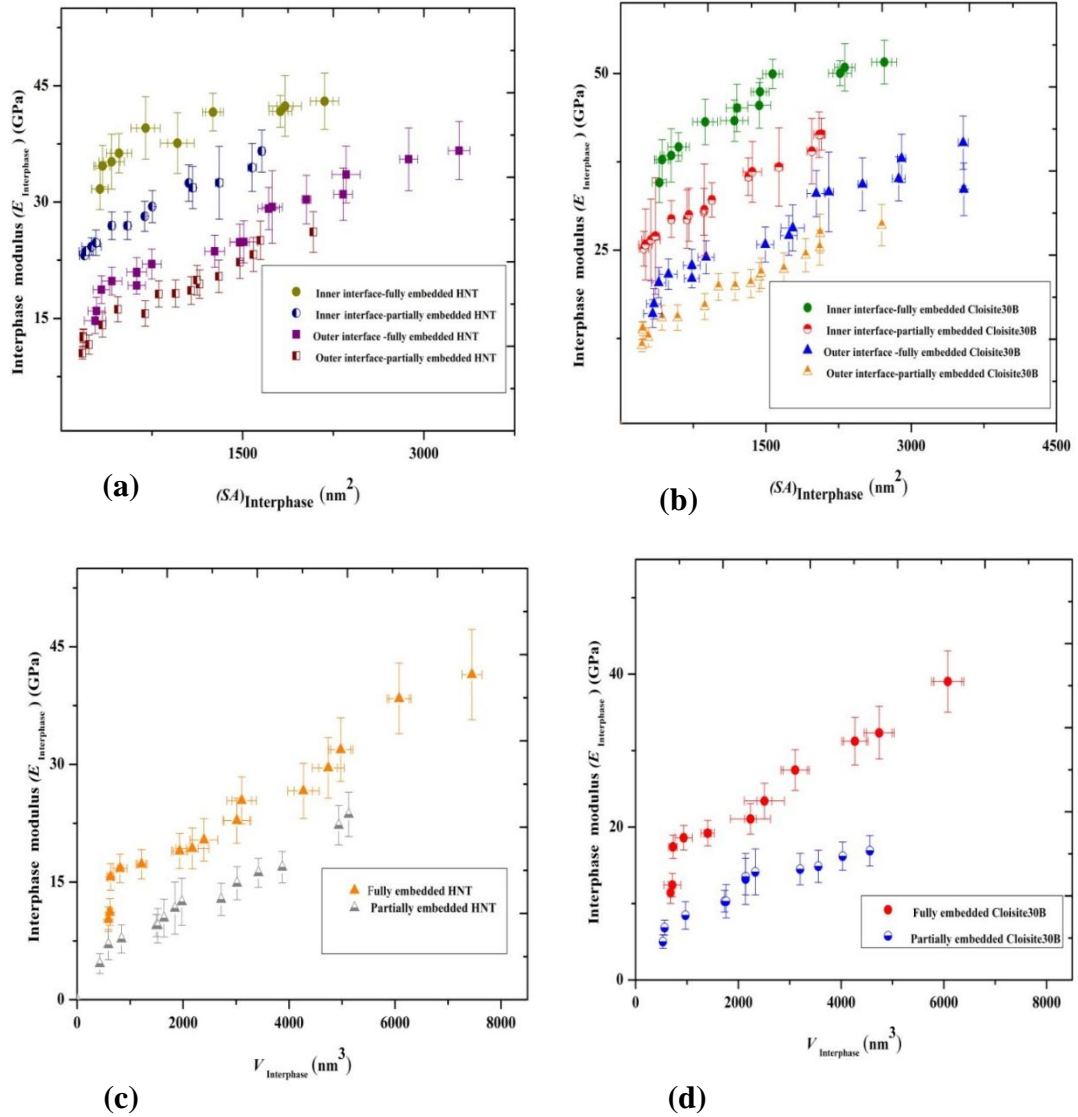 Interphase modulus (E Interphase) (GPa)
45
30
15
1500
3000
Inner interface-fully embedded HNT
Inner interface-partially embedded HNT
Outer interface-fully embedded HNT
Outer interface-partially embedded HNT
(SA)Interphase (nm2)
(a)
Interphase modulus (E Interphase) (GPa)
50
25
1500
3000
4500
Inner interface-fully embedded Cloisite30B
Inner interface-partially embedded Cloisite30B
Outer interface -fully embedded Cloisite30B
Outer interface-partially embedded Cloisite30B
(SA)Interphase (nm2)
(b)
Interphase modulus (E Interphase) (GPa)
45
30
15
0
0
2000
4000
6000
8000
Fully embedded HNT
Partially embedded HNT
V Interphase (nm3)
(c)
Interphase modulus (E Interphase) (GPa)
40
20
0
0
2000
4000
6000
8000
Fully embedded Cloisite30B
Partially embedded Cloisite30B
V Interphase (nm3)
(d)